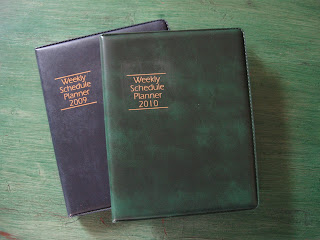 Weekly
Schedule
Planner
2009
Weekly
Schedule
Planner
2010